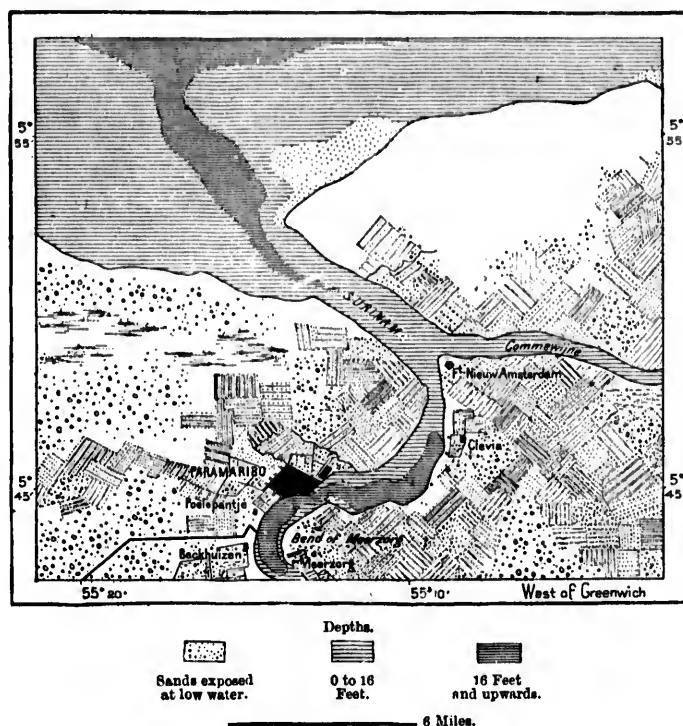 5°
55'
5°
55
SURINAM
Commewijne
Ft Nieuw Amsterdam
Clevia
PARAMARIBO
5°
45'
5°
45
Poelepantje
Bend of Meerzorg
Beekhuizen
Ft Meerzorg
55°20'
55°10'
West of Greenwich
Depths.
Sands exposed
at low water.
0 to 16
Feet.
16 Feet
and upwards.
6 Miles.